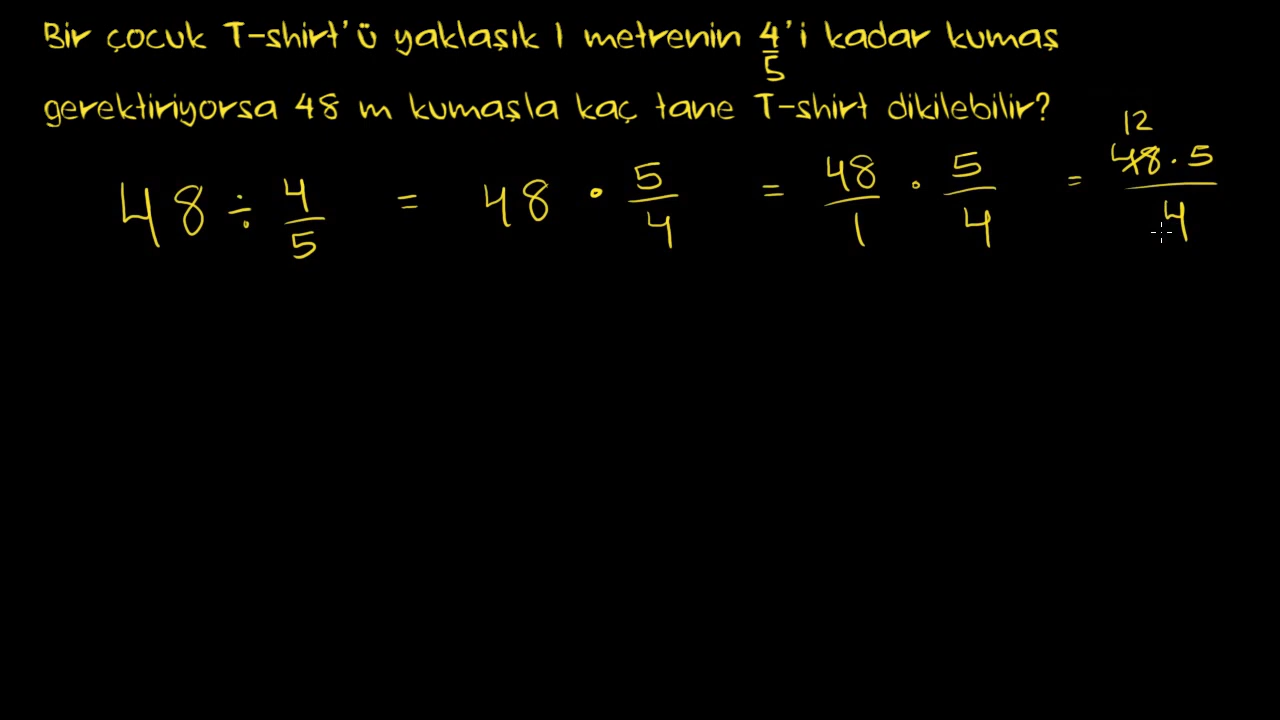 Bir çocuk T-shirt'ü yaklaşık 1 metrenin 4/5'i kadar kumaş
gerektiriyorsa 48 m kumaşla kaç tane T-shirt dikilebilir?
12
48 ÷ 4/5 = 48 · 5/4 = 48/1 · 5/4 = 48·5/4